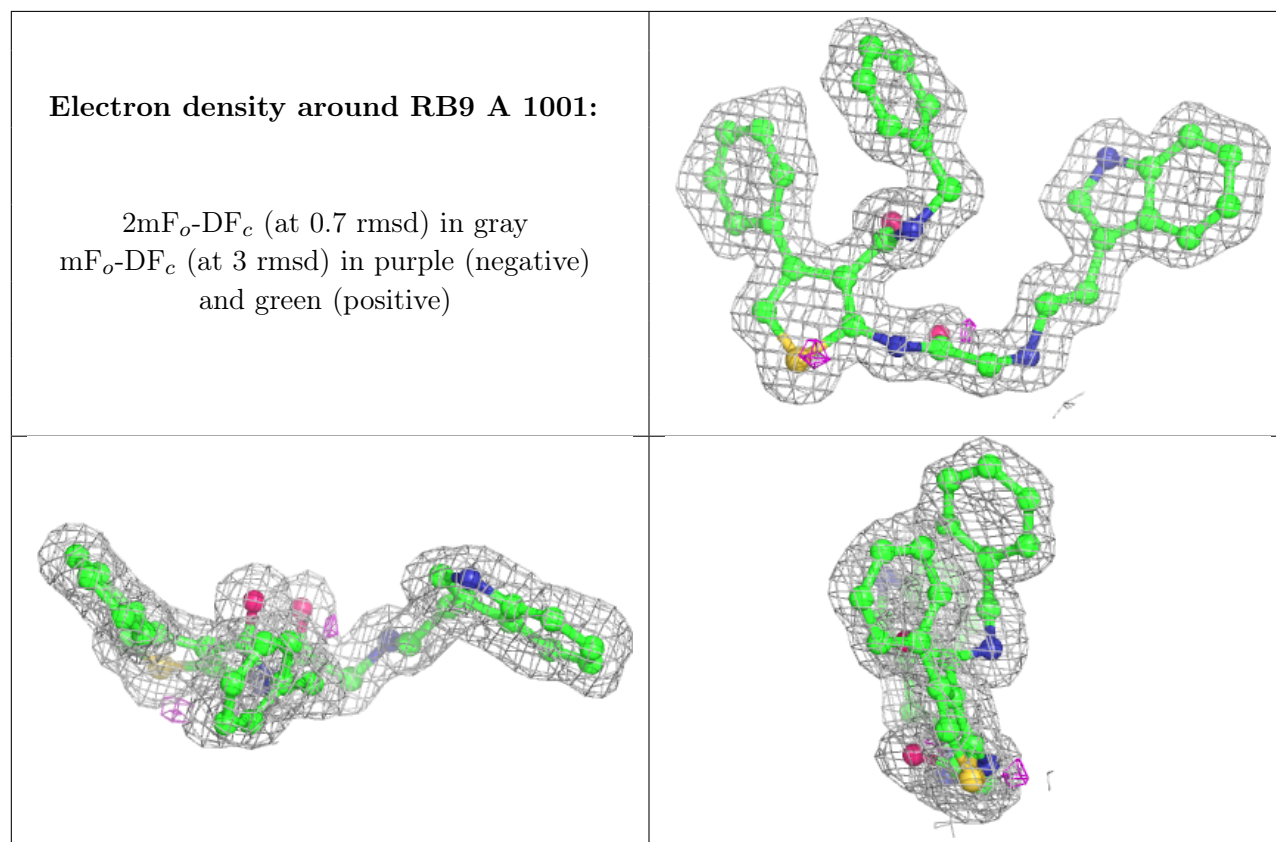 Electron density around RB9 A 1001:
2mFₒ-DF𝒸 (at 0.7 rmsd) in gray
mFₒ-DF𝒸 (at 3 rmsd) in purple (negative)
and green (positive)